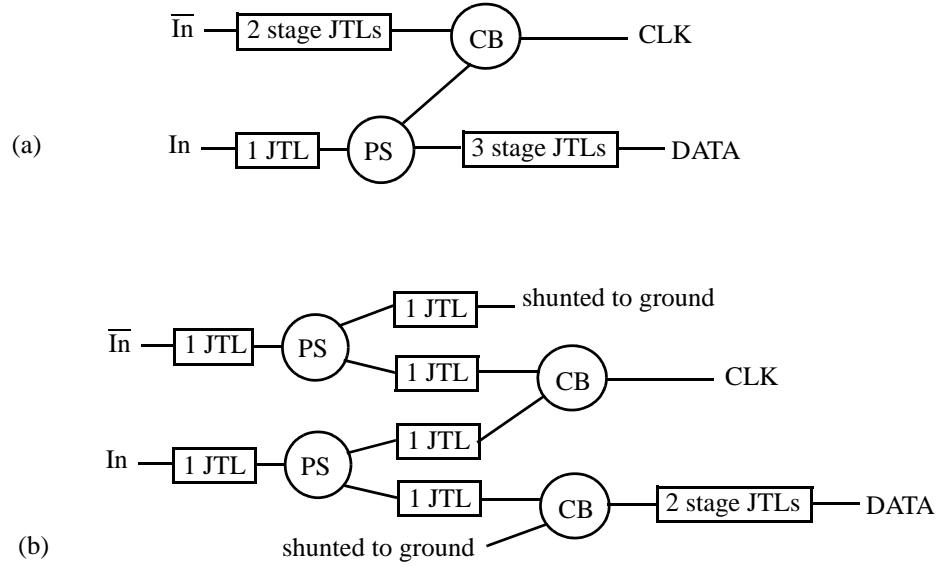 I̅n̅ 2 stage JTLs CB CLK
(a) In 1 JTL PS 3 stage JTLs DATA
1 JTL shunted to ground
I̅n̅ 1 JTL PS
1 JTL CB CLK
1 JTL
In 1 JTL PS
1 JTL CB 2 stage JTLs DATA
(b) shunted to ground